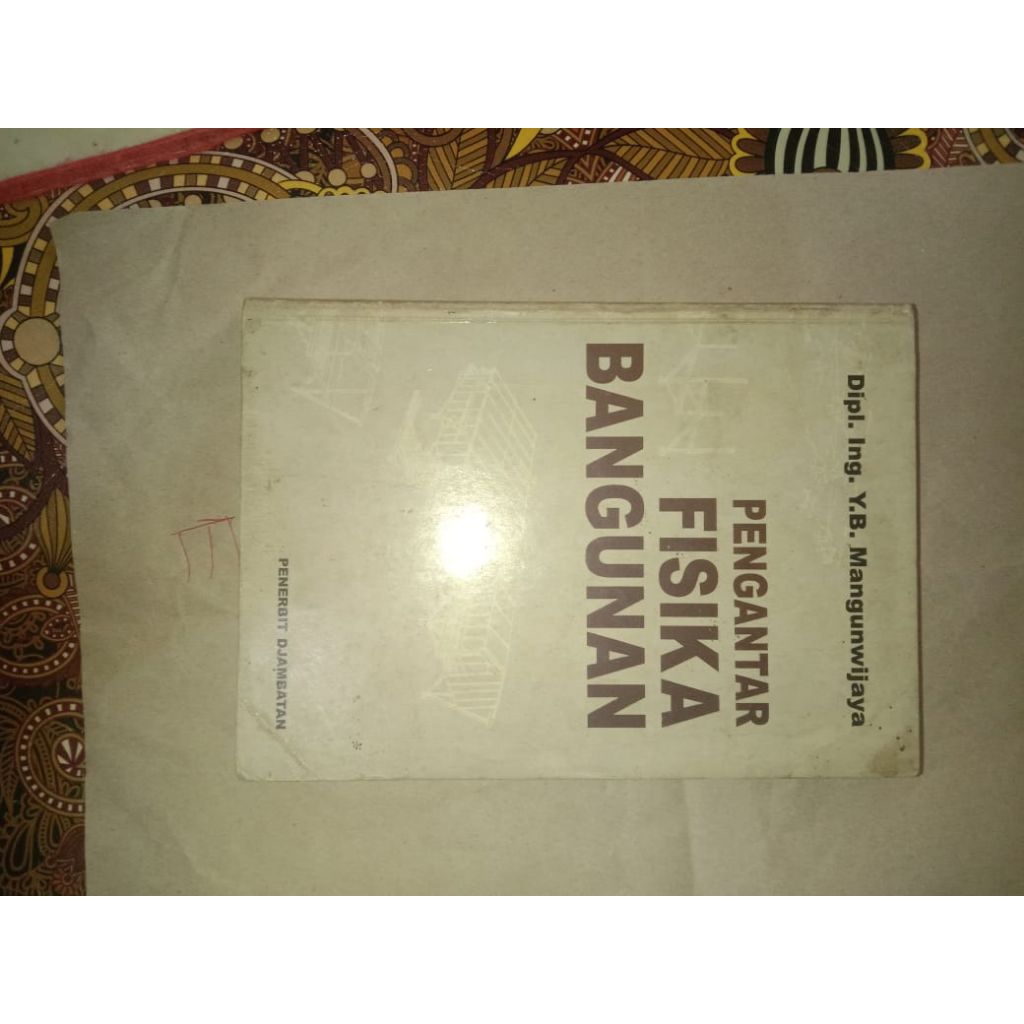 Dipl. Ing. Y.B. Mangunwijaya
PENGANTAR
FISIKA
BANGUNAN
PENERBIT DJAMBATAN